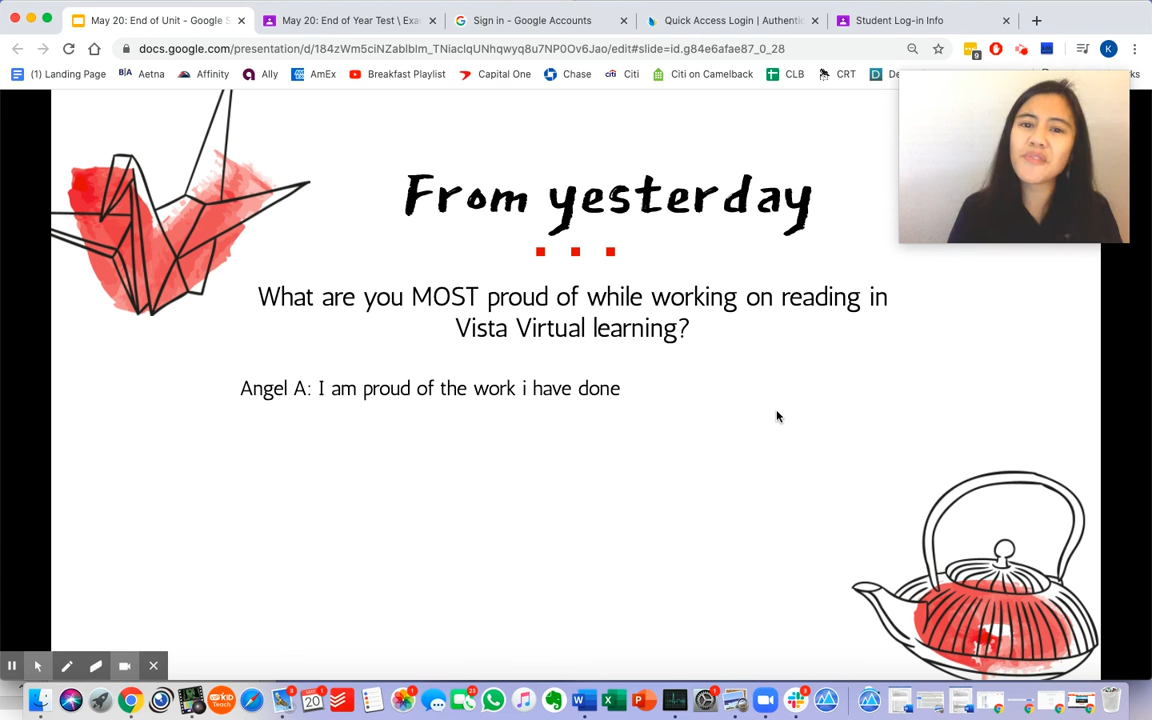 May 20: End of Unit - Google S
May 20: End of Year Test \ Exa
Sign in - Google Accounts
Quick Access Login | Authentic
Student Log-in Info
docs.google.com/presentation/d/184zWm5ciNZablblm_TNiaclqUNhqwyq8u7NP0Ov6Jao/edit#slide=id.g84e6afae87_0_28
9
K
(1) Landing Page
B|A Aetna
Affinity
Ally
AmEx
Breakfast Playlist
Capital One
Chase
citi Citi
Citi on Camelback
CLB
CRT
D
From yesterday
What are you MOST proud of while working on reading in
Vista Virtual learning?
Angel A: I am proud of the work i have done
20
23